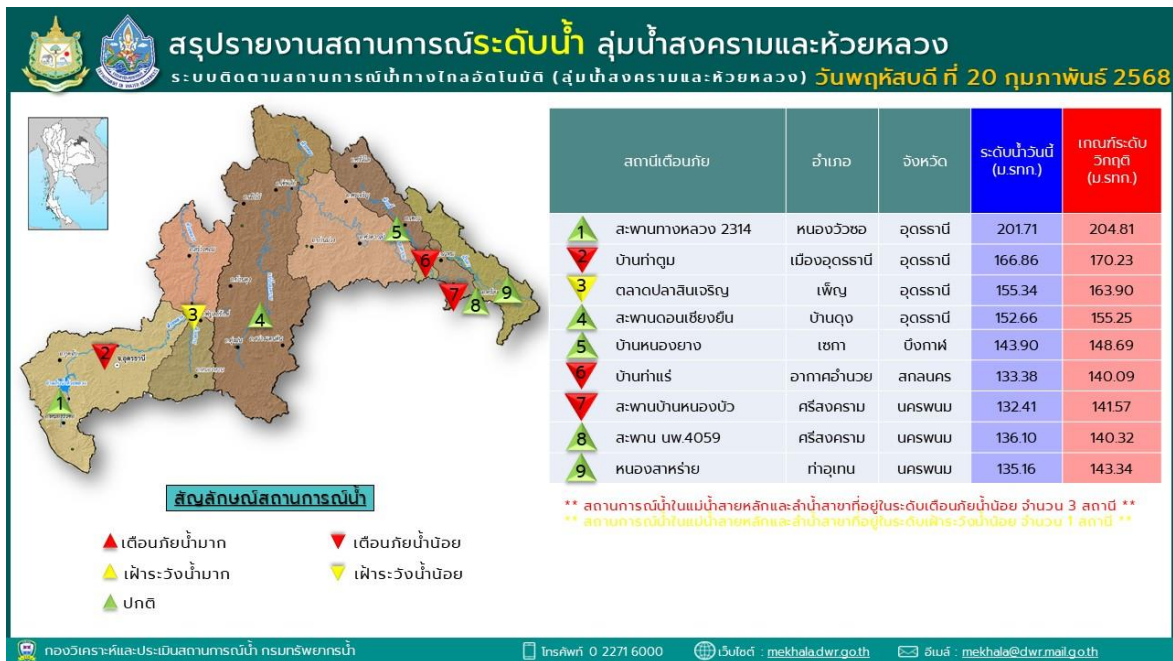 สรุปรายงานสถานการณ์ระดับน้ำ ลุ่มน้ำสงครามและห้วยหลวง
ระบบติดตามสถานการณ์น้ำทางไกลอัตโนมัติ (ลุ่มน้ำสงครามและห้วยหลวง) วันพฤหัสบดี ที่ 20 กุมภาพันธ์ 2568
สถานีเตือนภัย อำเภอ จังหวัด ระดับน้ำวันนี้ (ม.รทก.) เกณฑ์ระดับวิกฤติ (ม.รทก.)
1 สะพานทางหลวง 2314 หนองวัวซอ อุดรธานี 201.71 204.81
2 บ้านท่าตูม เมืองอุดรธานี อุดรธานี 166.86 170.23
3 ตลาดปลาสินเจริญ เพ็ญ อุดรธานี 155.34 163.90
4 สะพานดอนเชียงยืน บ้านดุง อุดรธานี 152.66 155.25
5 บ้านหนองยาง เซกา บึงกาฬ 143.90 148.69
6 บ้านท่าแร่ อากาศอำนวย สกลนคร 133.38 140.09
7 สะพานบ้านหนองบัว ศรีสงคราม นครพนม 132.41 141.57
8 สะพาน นพ.4059 ศรีสงคราม นครพนม 136.10 140.32
9 หนองสาหร่าย ท่าอุเทน นครพนม 135.16 143.34
** สถานการณ์น้ำในแม่น้ำสายหลักและลำน้ำสาขาที่อยู่ในระดับเตือนภัยน้ำน้อย จำนวน 3 สถานี **
** สถานการณ์น้ำในแม่น้ำสายหลักและลำน้ำสาขาที่อยู่ในระดับเฝ้าระวังน้ำน้อย จำนวน 1 สถานี **
5
6
7
8
9
3
4
2
1
สัญลักษณ์สถานการณ์น้ำ
เตือนภัยน้ำมาก เตือนภัยน้ำน้อย
เฝ้าระวังน้ำมาก เฝ้าระวังน้ำน้อย
ปกติ
กองวิเคราะห์และประเมินสถานการณ์น้ำ กรมทรัพยากรน้ำ โทรศัพท์ 0 2271 6000 เว็บไซต์ : mekhala.dwr.go.th อีเมล์ : mekhala@dwr.mail.go.th